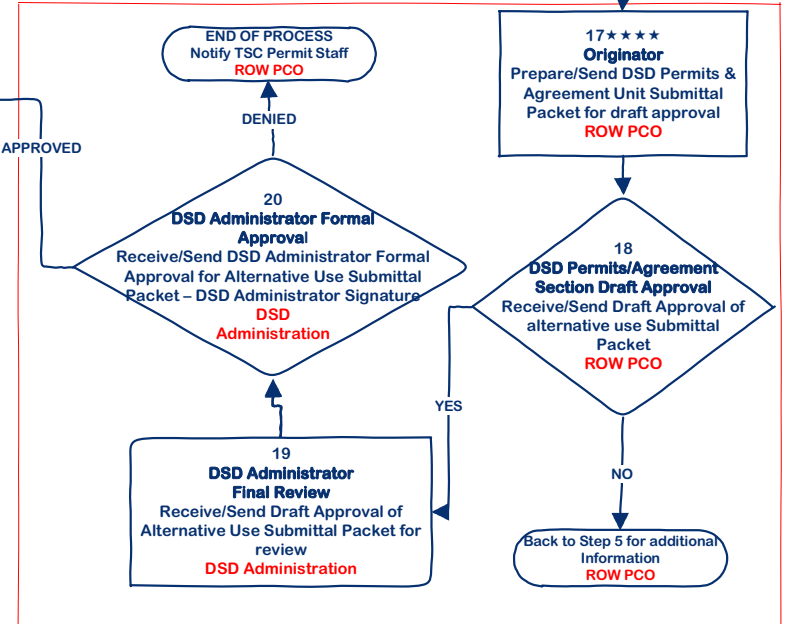 END OF PROCESS
Notify TSC Permit Staff
ROW PCO
DENIED
APPROVED
17★★★★
Originator
Prepare/Send DSD Permits &
Agreement Unit Submittal
Packet for draft approval
ROW PCO
18
DSD Permits/Agreement
Section Draft Approval
Receive/Send Draft Approval of
alternative use Submittal
Packet
ROW PCO
20
DSD Administrator Formal
Approval
Receive/Send DSD Administrator Formal
Approval for Alternative Use Submittal
Packet – DSD Administrator Signature
DSD
Administration
YES
NO
19
DSD Administrator
Final Review
Receive/Send Draft Approval of
Alternative Use Submittal Packet for
review
DSD Administration
Back to Step 5 for additional
Information
ROW PCO